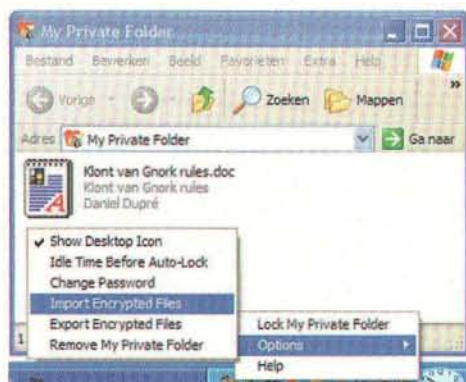 My Private Folder
Bestand Bewerken Beeld Favorieten Extra Help
Vorige Zoeken Mappen »
Adres My Private Folder Ga naar
Klont van Gnork rules.doc
Klont van Gnork rules
Daniel Dupré
✓ Show Desktop Icon
Idle Time Before Auto-Lock
Change Password
Import Encrypted Files
Export Encrypted Files
Remove My Private Folder
Lock My Private Folder
Options
Help
1